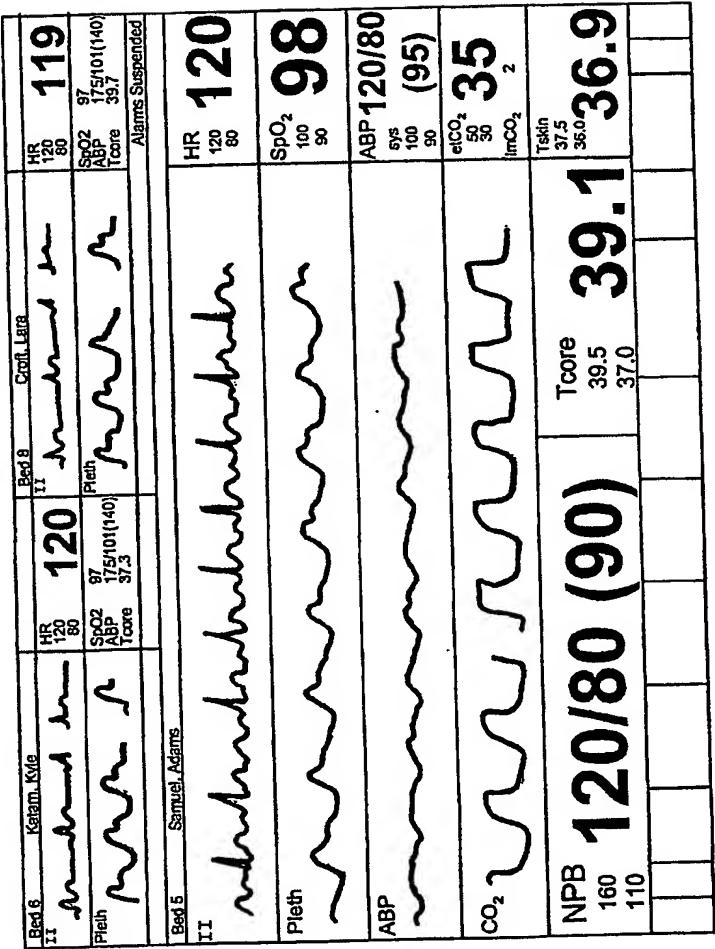 Bed 6 Katam, Kyle
II
HR 120
120
80
Pleth
SpO2 97
ABP 175/101(140)
Tcore 37.3
Bed 8 Croft, Lara
II
HR 119
120
80
Pleth
SpO2 97
ABP 175/101(140)
Tcore 39.7
Alarms Suspended
Bed 5 Samuel, Adams
II
HR 120
120
80
Pleth
SpO2 98
100
90
ABP
ABP 120/80
sys (95)
100
90
CO2
etCO2 35
50
30
ImCO2 2
NPB 120/80 (90)
160
110
Tcore 39.1
39.5
37.0
Tskin 36.9
37.5
36.0